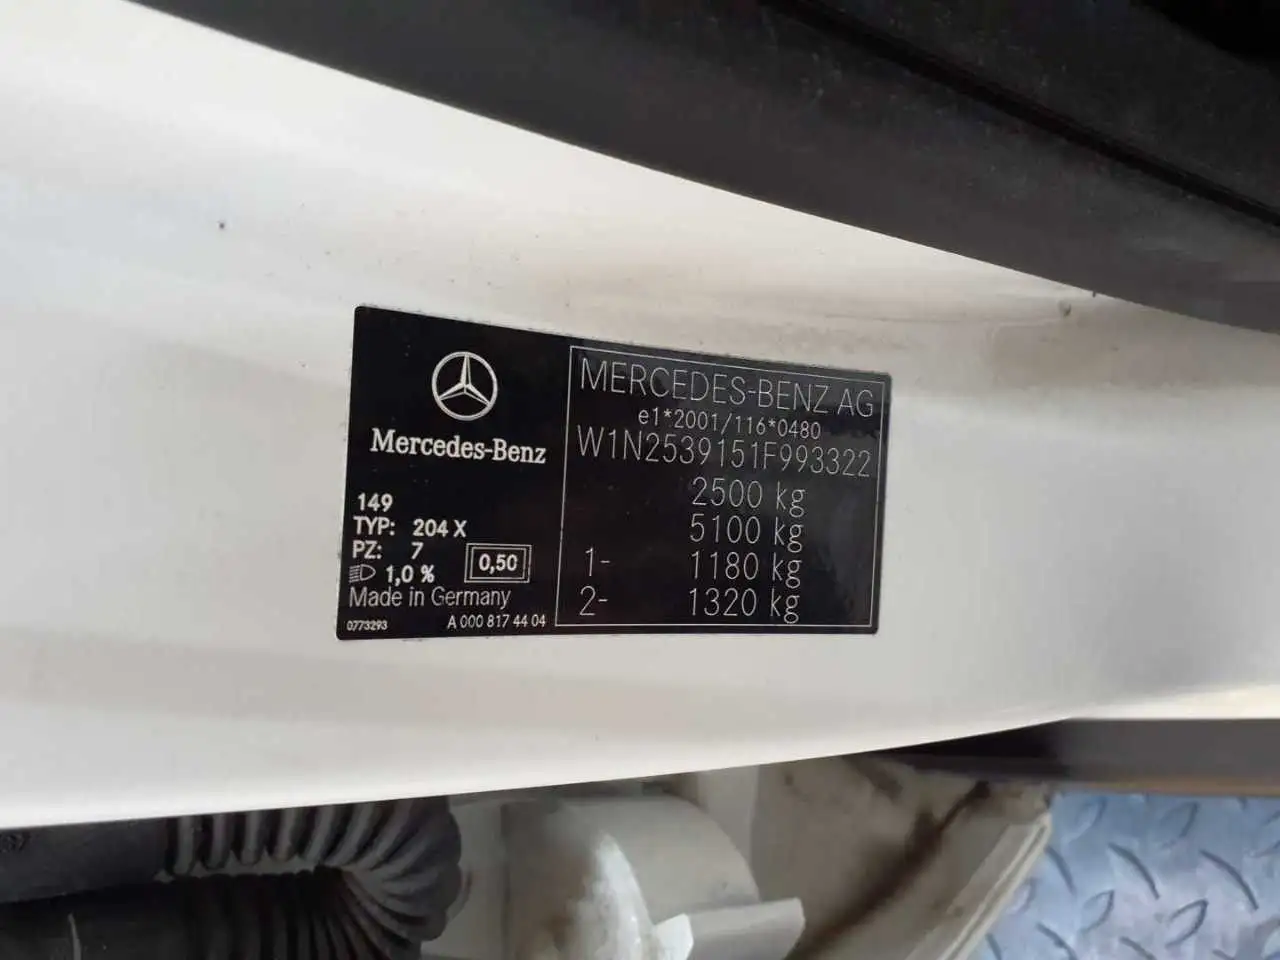 Mercedes-Benz
149
TYP: 204 X
PZ: 7
1,0 %
0,50
Made in Germany
0773293
A 000 817 44 04
MERCEDES-BENZ AG
e1*2001/116*0480
W1N2539151F993322
2500 kg
5100 kg
1- 1180 kg
2- 1320 kg